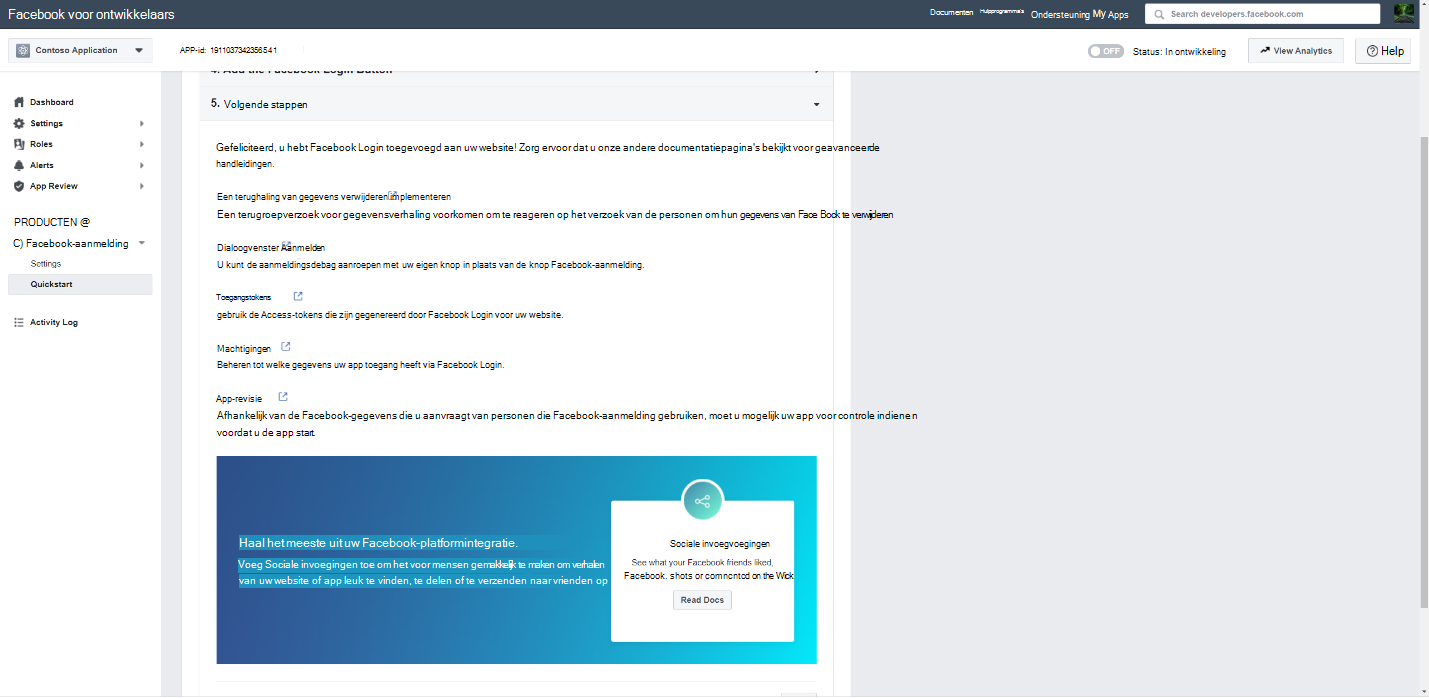 Facebook voor ontwikkelaars
Documenten Hulpprogramma's Ondersteuning My Apps
Search developers.facebook.com
Contoso Application
APP-id: 1911037342356541
OFF
Status: In ontwikkeling
View Analytics
Help
Dashboard
Settings
Roles
Alerts
App Review
PRODUCTEN @
C) Facebook-aanmelding
Settings
Quickstart
Activity Log
4. Add the Facebook Login Button
5. Volgende stappen
Gefeliciteerd, u hebt Facebook Login toegevoegd aan uw website! Zorg ervoor dat u onze andere documentatiepagina's bekijkt voor geavanceerde
handleidingen.
Een terughaling van gegevens verwijderen implementeren
Een terugroepverzoek voor gegevensverhaling voorkomen om te reageren op het verzoek van de personen om hun gegevens van Face Book te verwijderen
Dialoogvenster Aanmelden
U kunt de aanmeldingsdebag aanroepen met uw eigen knop in plaats van de knop Facebook-aanmelding.
Toegangstokens
gebruik de Access-tokens die zijn gegenereerd door Facebook Login voor uw website.
Machtigingen
Beheren tot welke gegevens uw app toegang heeft via Facebook Login.
App-revisie
Afhankelijk van de Facebook-gegevens die u aanvraagt van personen die Facebook-aanmelding gebruiken, moet u mogelijk uw app voor controle indienen
voordat u de app start.
Haal het meeste uit uw Facebook-platformintegratie.
Voeg Sociale invoegingen toe om het voor mensen gemakkelijk te maken om verhalen
van uw website of app leuk te vinden, te delen of te verzenden naar vrienden op
Sociale invoegvoegingen
See what your Facebook friends liked,
Facebook. shots or comncntcd on the Wick
Read Docs